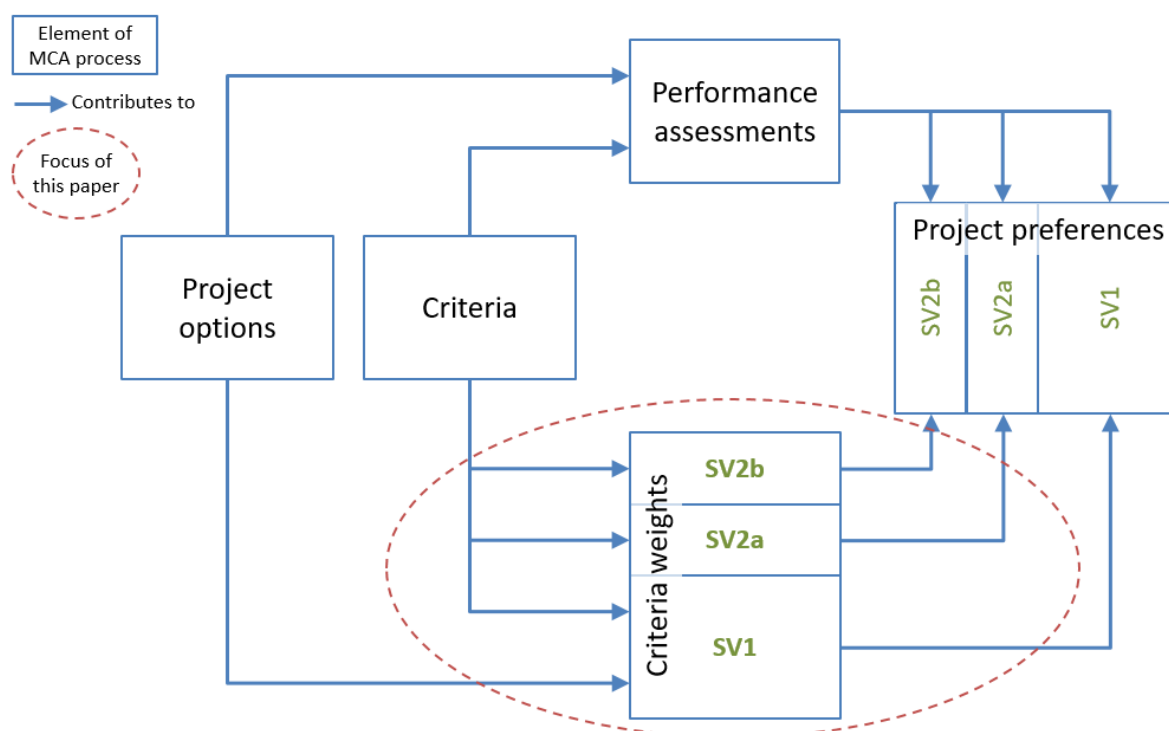 Element of
MCA process
Contributes to
Focus of
this paper
Performance
assessments
Project preferences
SV2b
SV2a
SV1
Project
options
Criteria
Criteria weights
SV2b
SV2a
SV1